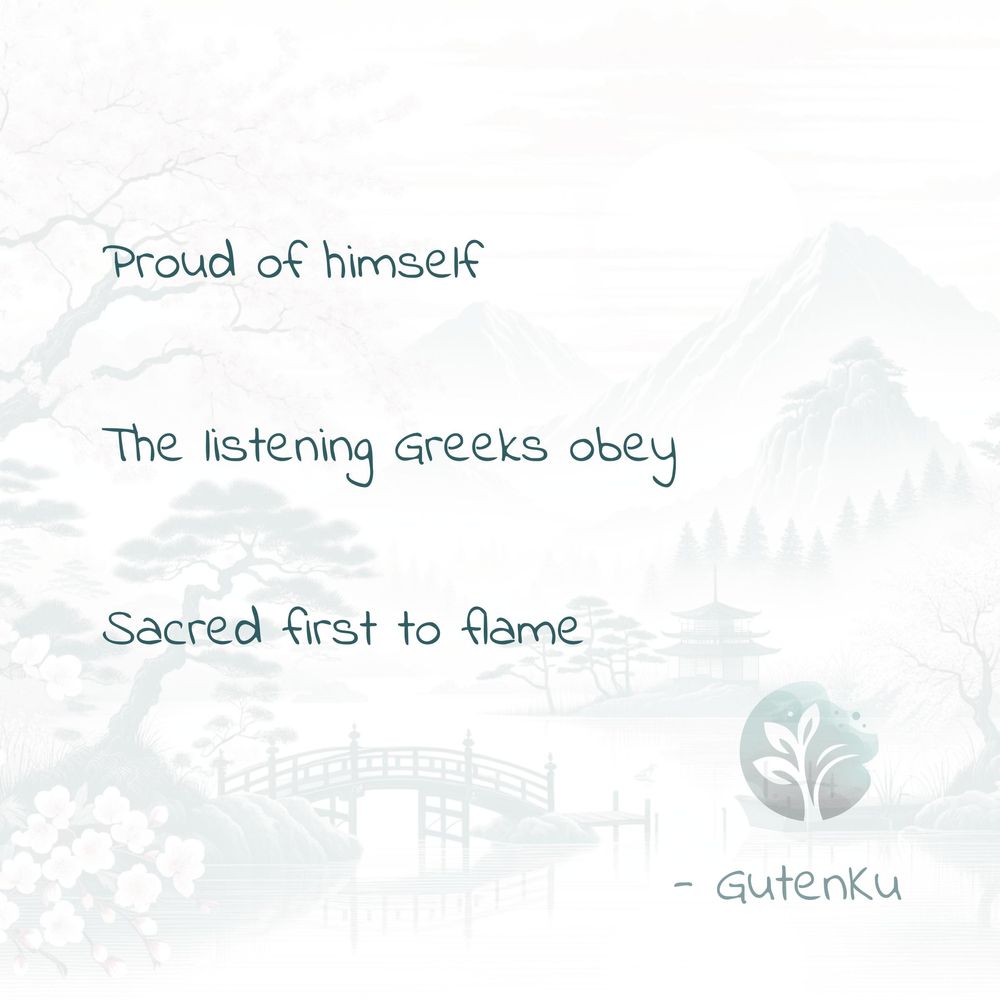 Proud of himself
The listening Greeks obey
Sacred first to flame
- GutenKu